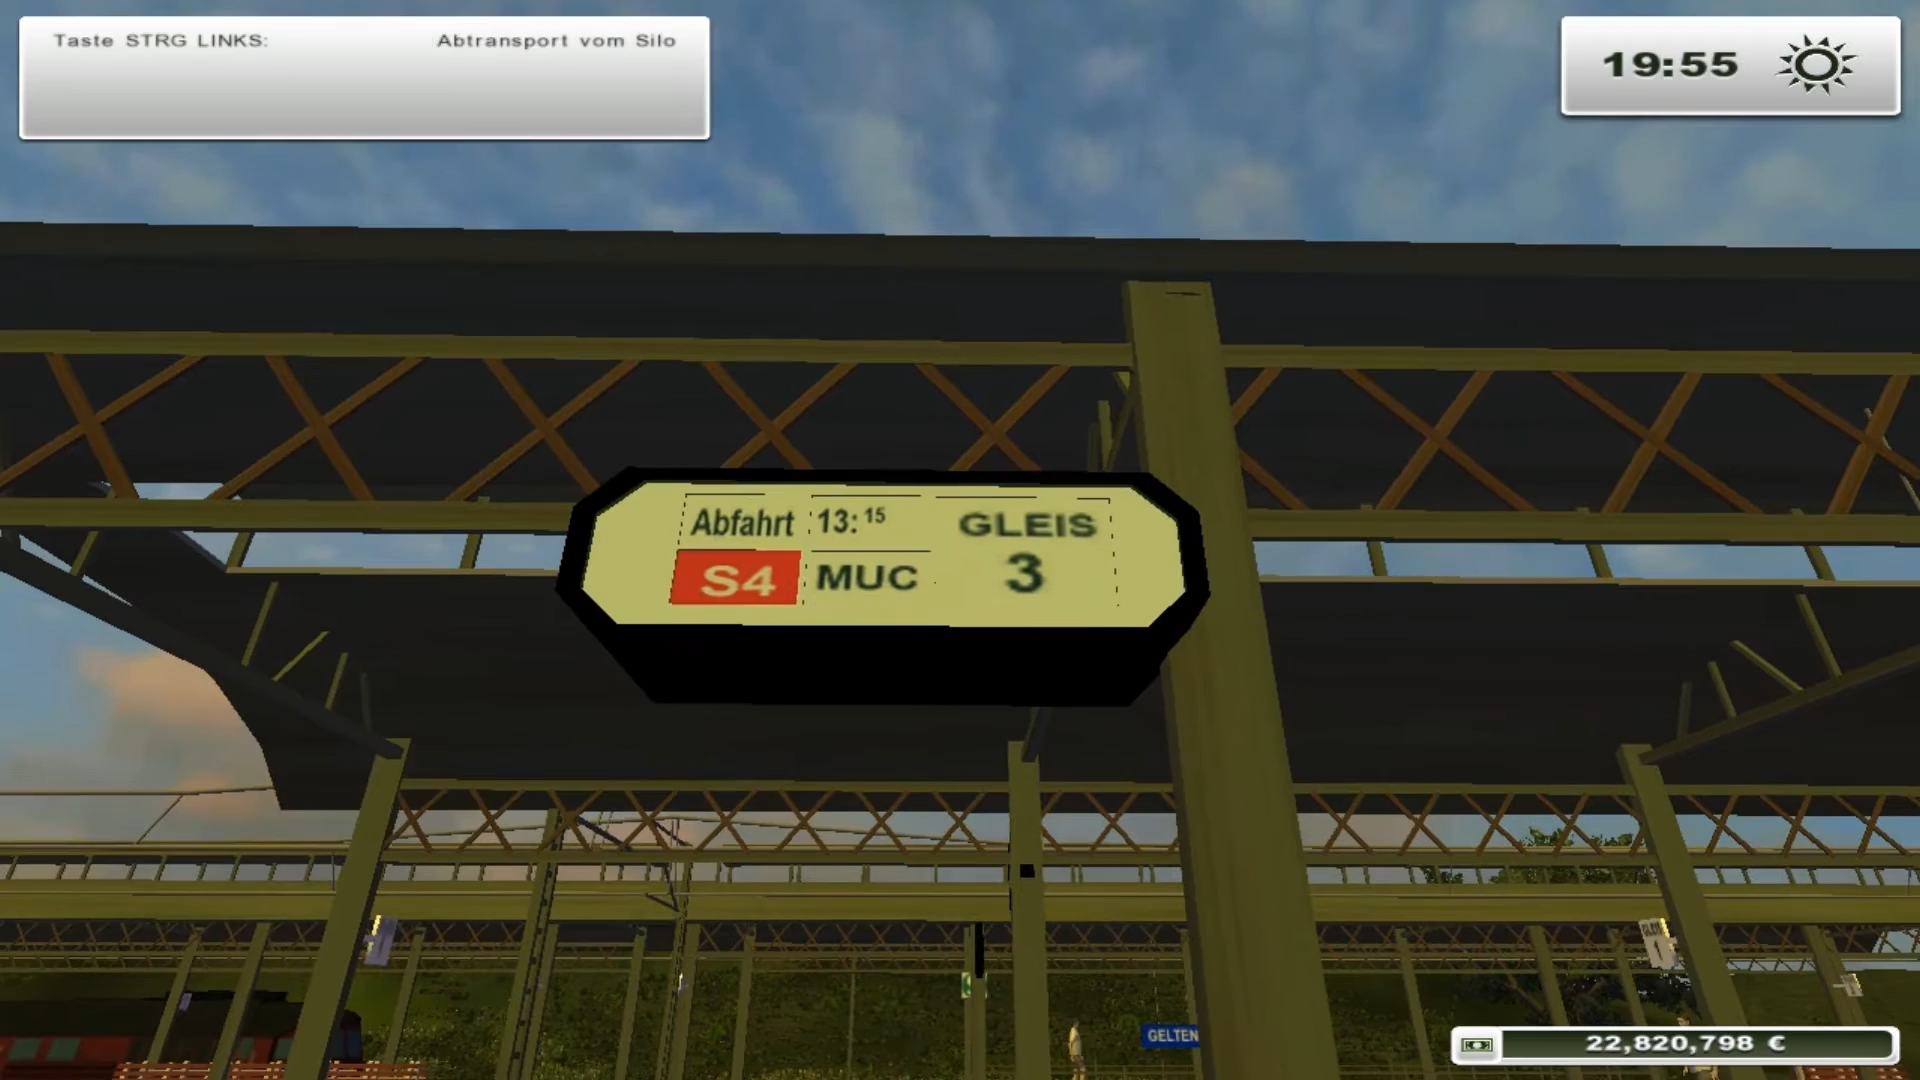 Taste STRG LINKS: Abtransport vom Silo
19:55
Abfahrt 13:15 GLEIS
S4 MUC 3
GELTEN
22,820,798 €